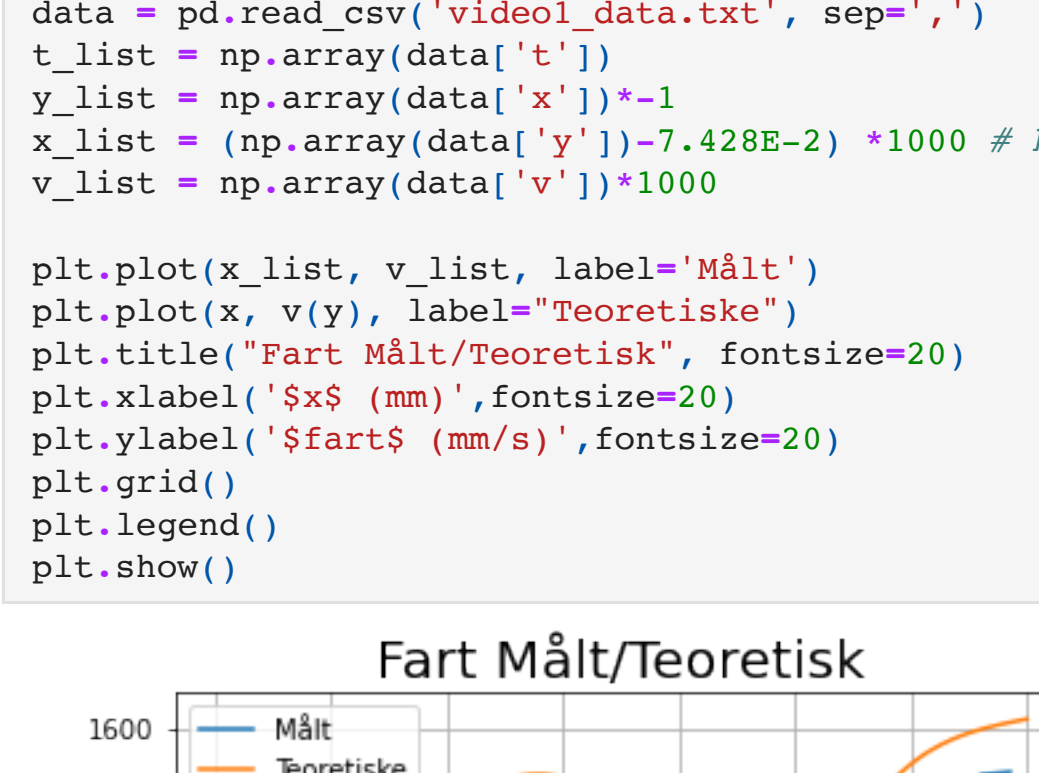 data = pd.read_csv('video1_data.txt', sep=',')
t_list = np.array(data['t'])
y_list = np.array(data['x'])*-1
x_list = (np.array(data['y'])-7.428E-2) *1000 #
v_list = np.array(data['v'])*1000
plt.plot(x_list, v_list, label='Målt')
plt.plot(x, v(y), label="Teoretiske")
plt.title("Fart Målt/Teoretisk", fontsize=20)
plt.xlabel('$x$ (mm)',fontsize=20)
plt.ylabel('$fart$ (mm/s)',fontsize=20)
plt.grid()
plt.legend()
plt.show()
Fart Målt/Teoretisk
1600
Målt
Teoretiske